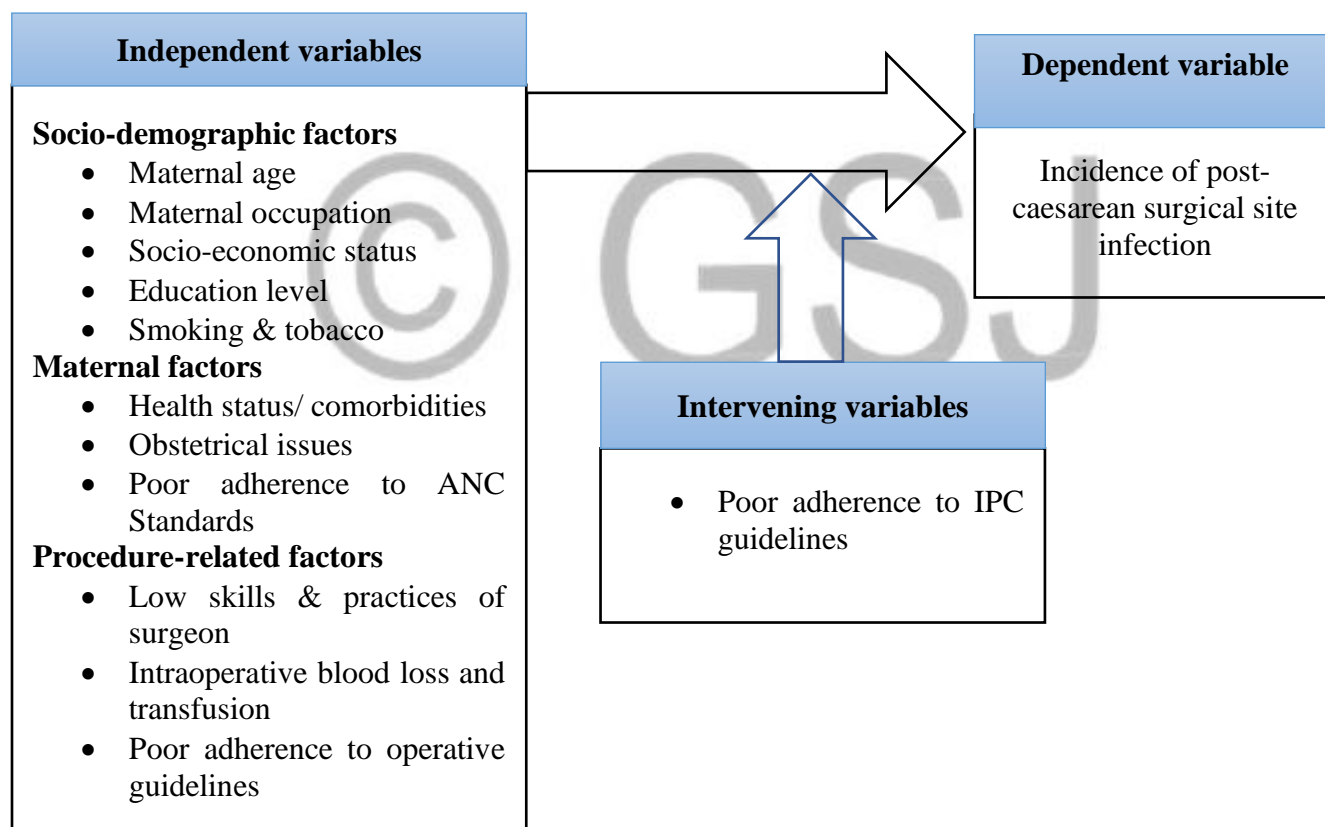 Independent variables
Socio-demographic factors
• Maternal age
• Maternal occupation
• Socio-economic status
• Education level
• Smoking & tobacco
Maternal factors
• Health status/ comorbidities
• Obstetrical issues
• Poor adherence to ANC
Standards
Procedure-related factors
• Low skills & practices of
surgeon
• Intraoperative blood loss and
transfusion
• Poor adherence to operative
guidelines
Dependent variable
Incidence of post-
caesarean surgical site
infection
Intervening variables
• Poor adherence to IPC
guidelines
© GSJ